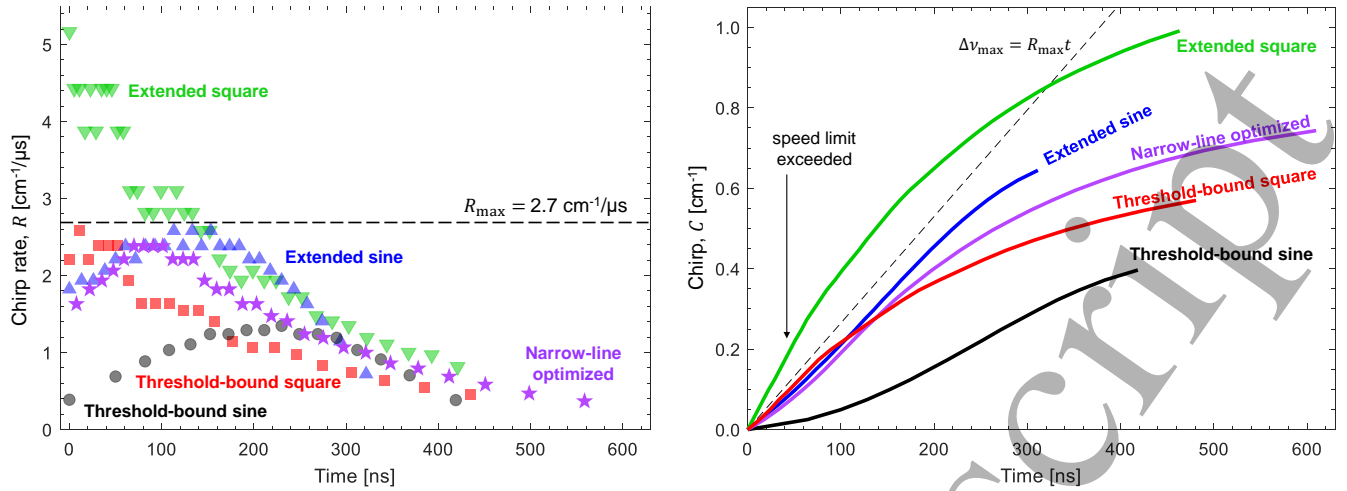 5
4
3
2
1
0
0
100
200
300
400
500
600
Chirp rate, R [cm⁻¹/μs]
Time [ns]
Extended square
R_max = 2.7 cm⁻¹/μs
Extended sine
Narrow-line
optimized
Threshold-bound square
Threshold-bound sine
1.0
0.8
0.6
0.4
0.2
0.0
0
100
200
300
400
500
600
Chirp, C [cm⁻¹]
Time [ns]
Δν_max = R_max t
Extended square
speed limit
exceeded
Extended sine
Narrow-line optimized
Threshold-bound square
Threshold-bound sine
cript